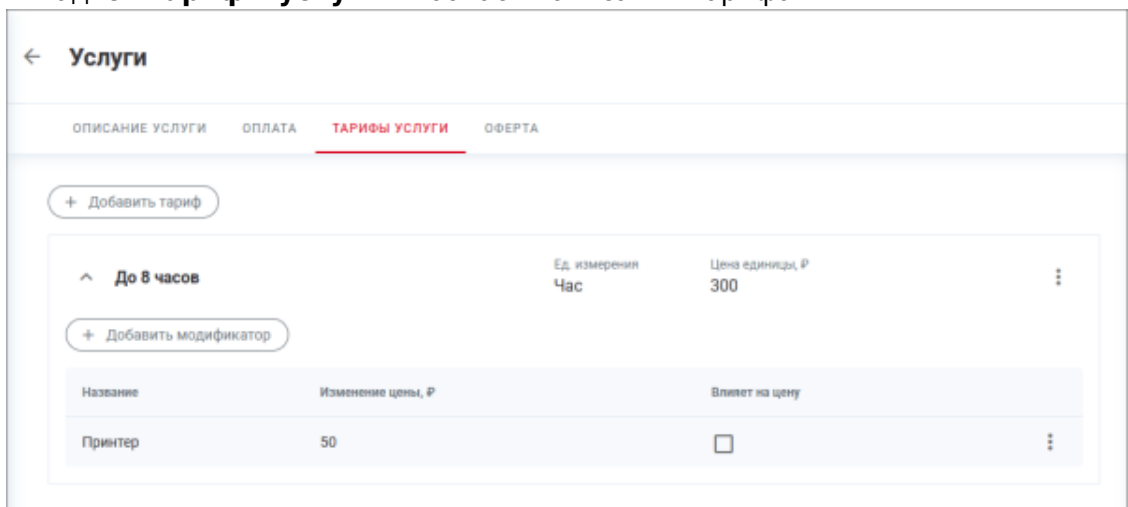 Услуги
ОПИСАНИЕ УСЛУГИ ОПЛАТА ТАРИФЫ УСЛУГИ ОФЕРТА
+ Добавить тариф
До 8 часов Ед. измерения Час Цена единицы, ₽ 300
+ Добавить модификатор
Название Изменение цены, ₽ Влияет на цену
Принтер 50